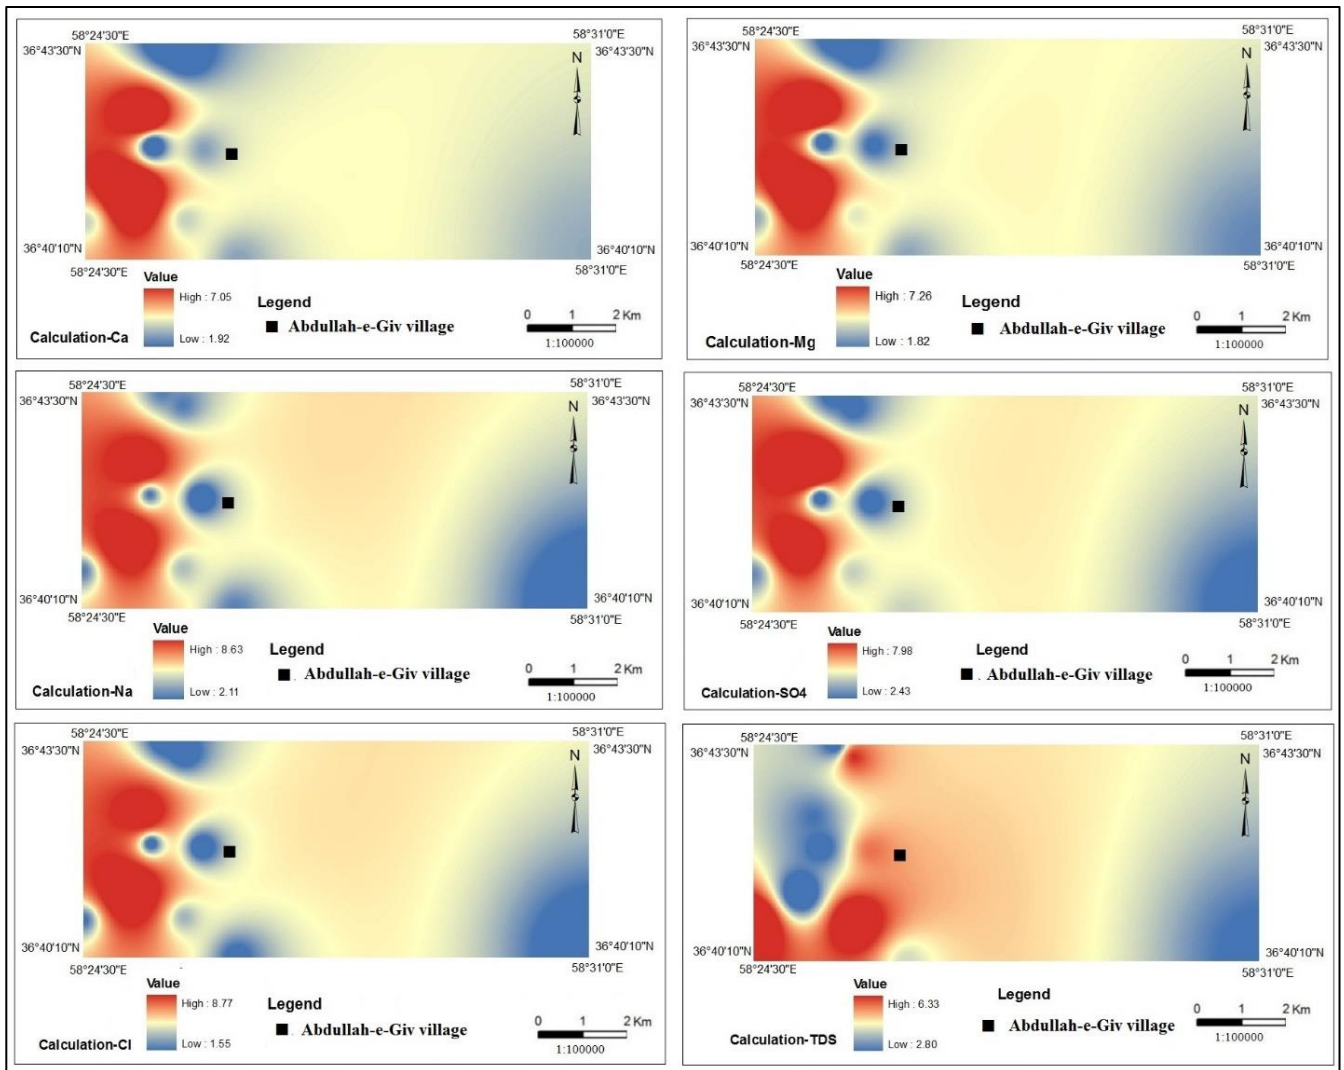 58°24'30"E
58°31'0"E
36°43'30"N
36°43'30"N
N
36°40'10"N
36°40'10"N
58°24'30"E
58°31'0"E
Value
High : 7.05
Low : 1.92
Legend
Abdullah-e-Giv village
0 1 2 Km
1:100000
Calculation-Ca
58°24'30"E
58°31'0"E
36°43'30"N
36°43'30"N
N
36°40'10"N
36°40'10"N
58°24'30"E
58°31'0"E
Value
High : 7.26
Low : 1.82
Legend
Abdullah-e-Giv village
0 1 2 Km
1:100000
Calculation-Mg
58°24'30"E
58°31'0"E
36°43'30"N
36°43'30"N
N
36°40'10"N
36°40'10"N
58°24'30"E
58°31'0"E
Value
High : 8.63
Low : 2.11
Legend
Abdullah-e-Giv village
0 1 2 Km
1:100000
Calculation-Na
58°24'30"E
58°31'0"E
36°43'30"N
36°43'30"N
N
36°40'10"N
36°40'10"N
58°24'30"E
58°31'0"E
Value
High : 7.98
Low : 2.43
Legend
Abdullah-e-Giv village
0 1 2 Km
1:100000
Calculation-SO4
58°24'30"E
58°31'0"E
36°43'30"N
36°43'30"N
N
36°40'10"N
36°40'10"N
58°24'30"E
58°31'0"E
Value
High : 8.77
Low : 1.55
Legend
Abdullah-e-Giv village
0 1 2 Km
1:100000
Calculation-Cl
58°24'30"E
58°31'0"E
36°43'30"N
36°43'30"N
N
36°40'10"N
36°40'10"N
58°24'30"E
58°31'0"E
Value
High : 6.33
Low : 2.80
Legend
Abdullah-e-Giv village
0 1 2 Km
1:100000
Calculation-TDS